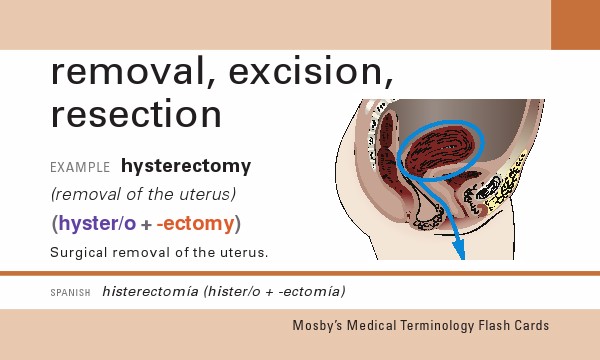 removal, excision,
resection
EXAMPLE hysterectomy
(removal of the uterus)
(hyster/o + -ectomy)
Surgical removal of the uterus.
SPANISH histerectomía (hister/o + -ectomía)
Mosby's Medical Terminology Flash Cards